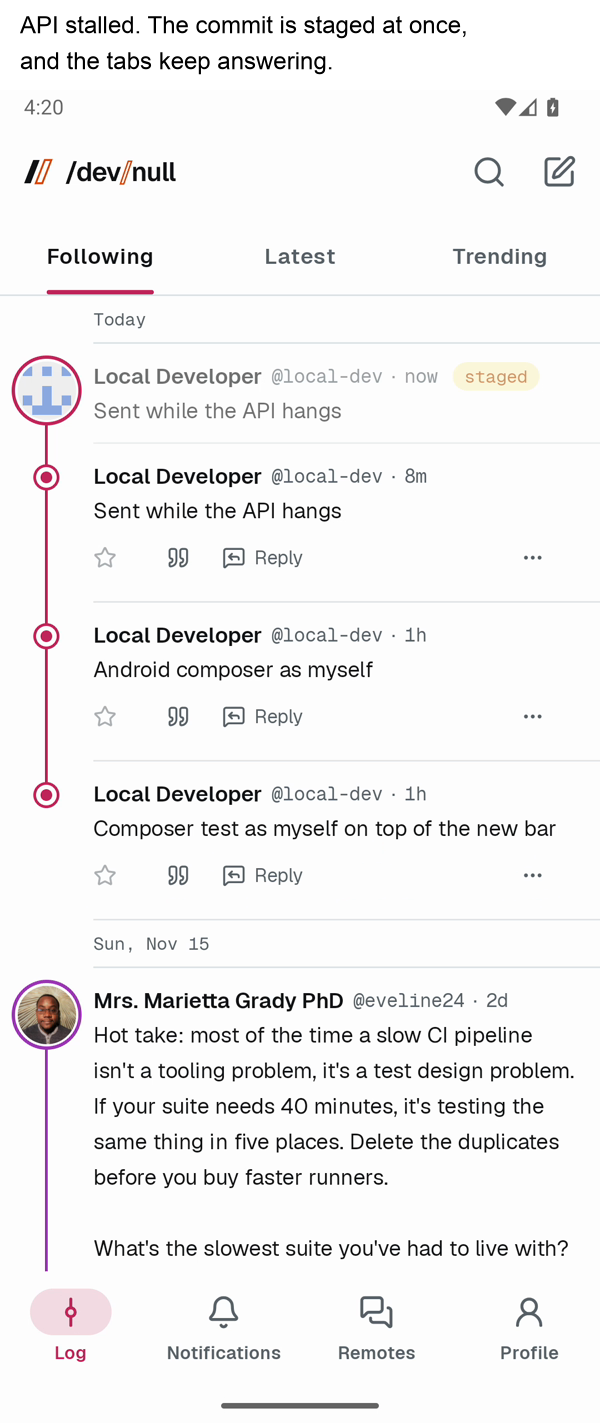 API stalled. The commit is staged at once,
and the tabs keep answering.
4:20
/dev//null
Following Latest Trending
Today
Local Developer @local-dev · now staged
Sent while the API hangs
Local Developer @local-dev · 8m
Sent while the API hangs
Reply
Local Developer @local-dev · 1h
Android composer as myself
Reply
Local Developer @local-dev · 1h
Composer test as myself on top of the new bar
Reply
Sun, Nov 15
Mrs. Marietta Grady PhD @eveline24 · 2d
Hot take: most of the time a slow CI pipeline
isn't a tooling problem, it's a test design problem.
If your suite needs 40 minutes, it's testing the
same thing in five places. Delete the duplicates
before you buy faster runners.
What's the slowest suite you've had to live with?
Log Notifications Remotes Profile